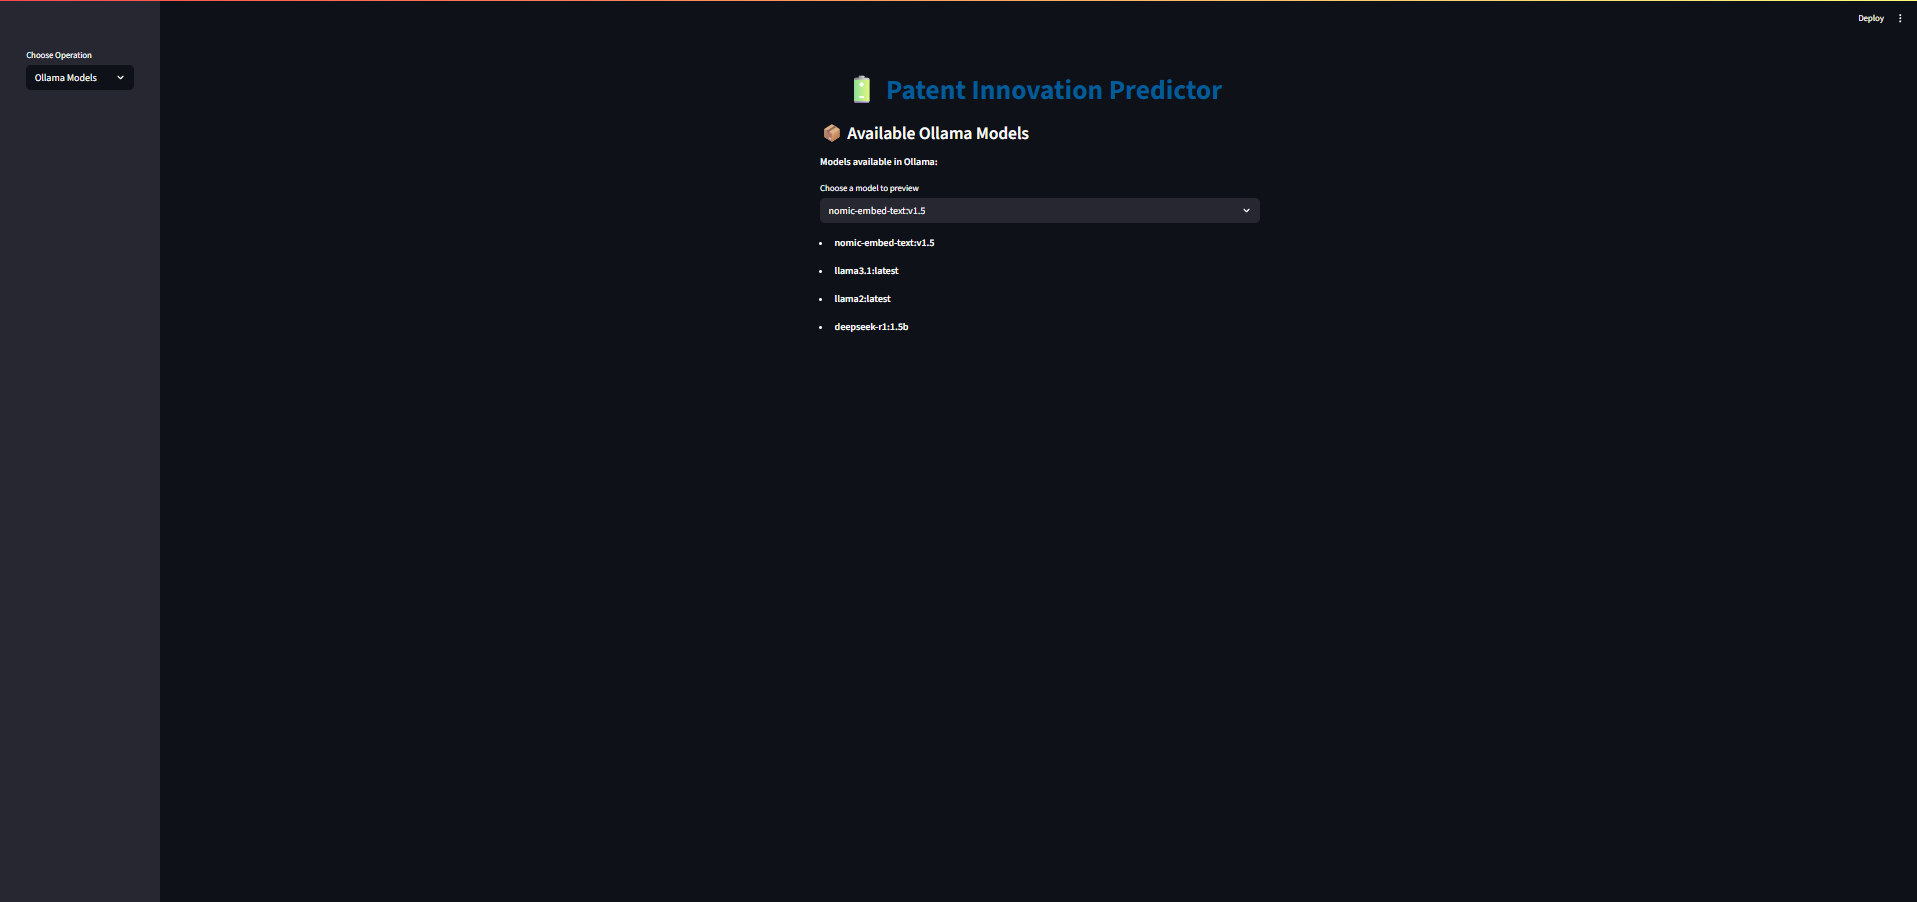 Deploy
Choose Operation
Ollama Models
Patent Innovation Predictor
Available Ollama Models
Models available in Ollama:
Choose a model to preview
nomic-embed-text:v1.5
nomic-embed-text:v1.5
llama3.1:latest
llama2:latest
deepseek-r1:1.5b